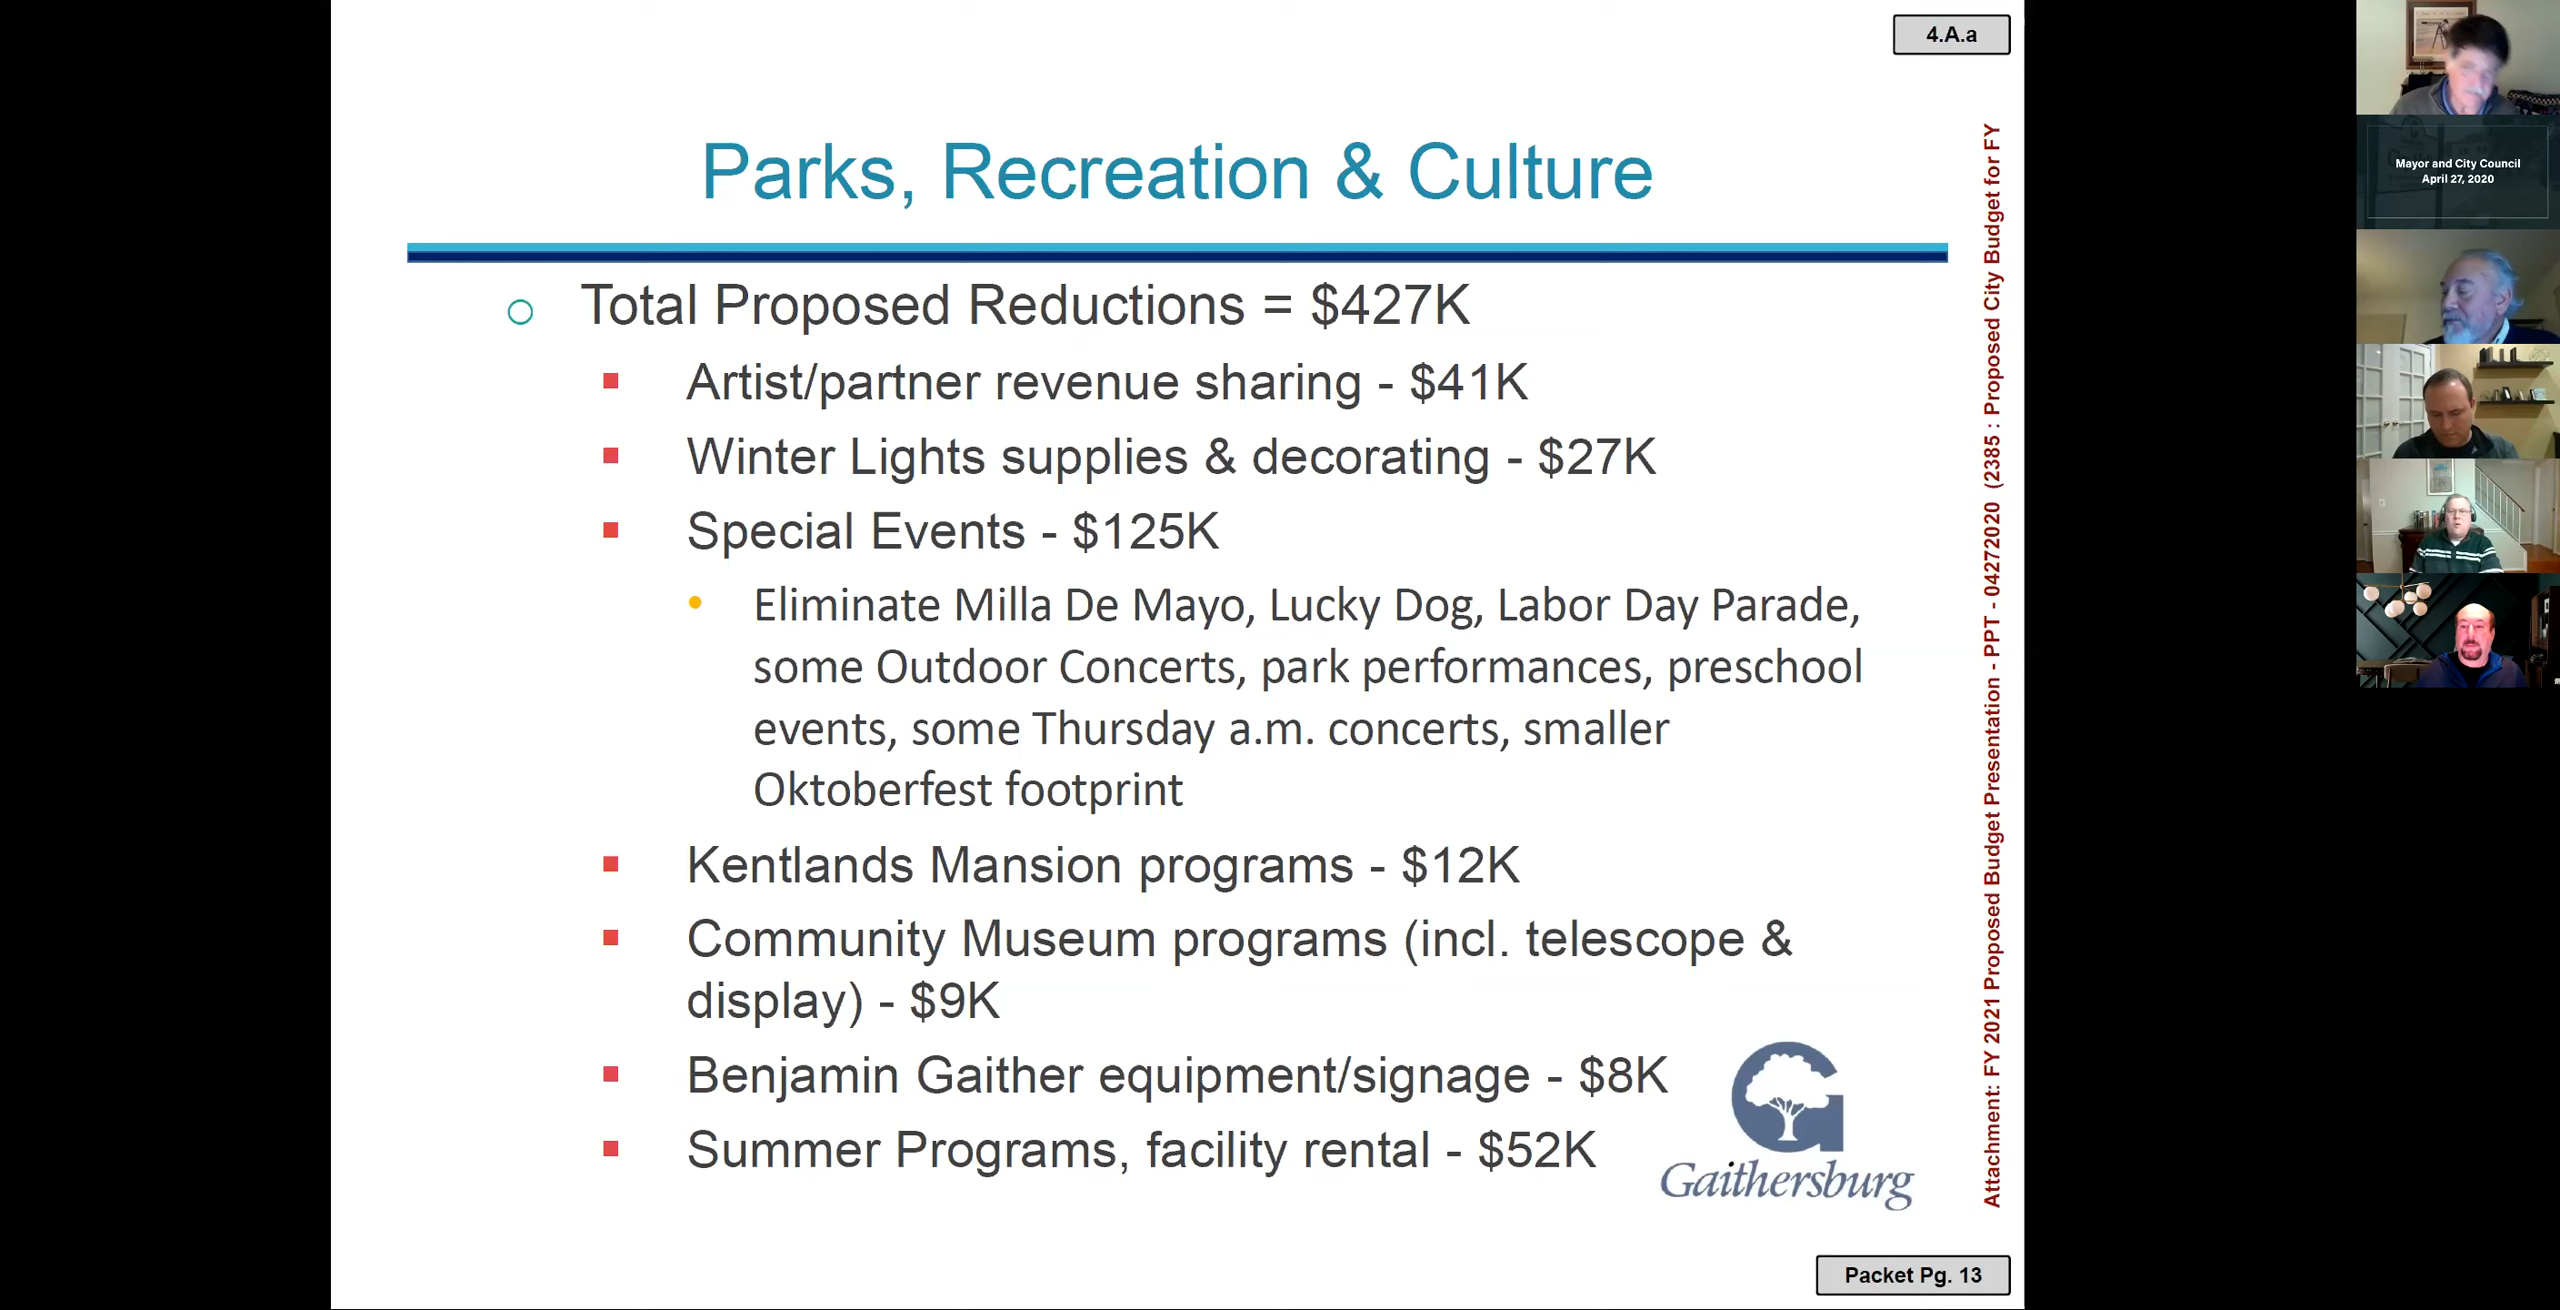 4.A.a
Parks, Recreation & Culture
Total Proposed Reductions = $427K
Artist/partner revenue sharing - $41K
Winter Lights supplies & decorating - $27K
Special Events - $125K
Eliminate Milla De Mayo, Lucky Dog, Labor Day Parade,
some Outdoor Concerts, park performances, preschool
events, some Thursday a.m. concerts, smaller
Oktoberfest footprint
Kentlands Mansion programs - $12K
Community Museum programs (incl. telescope &
display) - $9K
Benjamin Gaither equipment/signage - $8K
Summer Programs, facility rental - $52K
Gaithersburg
Packet Pg. 13
Attachment: FY 2021 Proposed Budget Presentation - PPT - 04272020 (2385 : Proposed City Budget for FY
Mayor and City Council
April 27, 2020